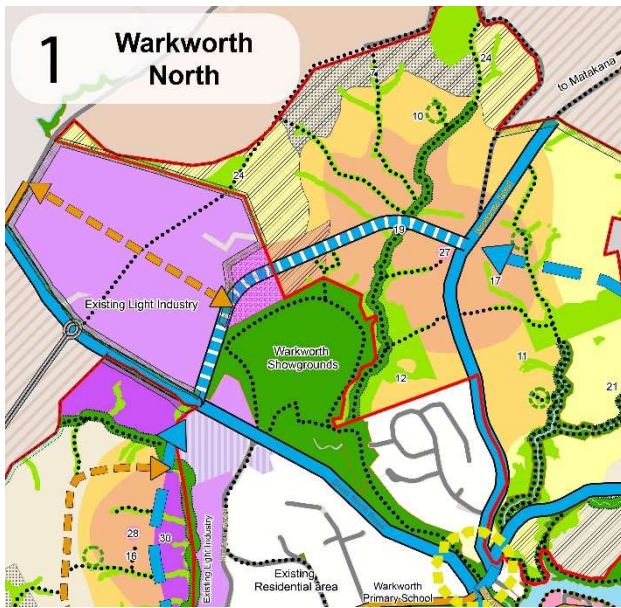 1
Warkworth
North
24
7
to Matakana
10
24
19
27
17
Existing Light Industry
Warkworth
Showgrounds
12
11
21
28
16
30
Existing Light Industry
Existing
Residential area
Warkworth
Primary School